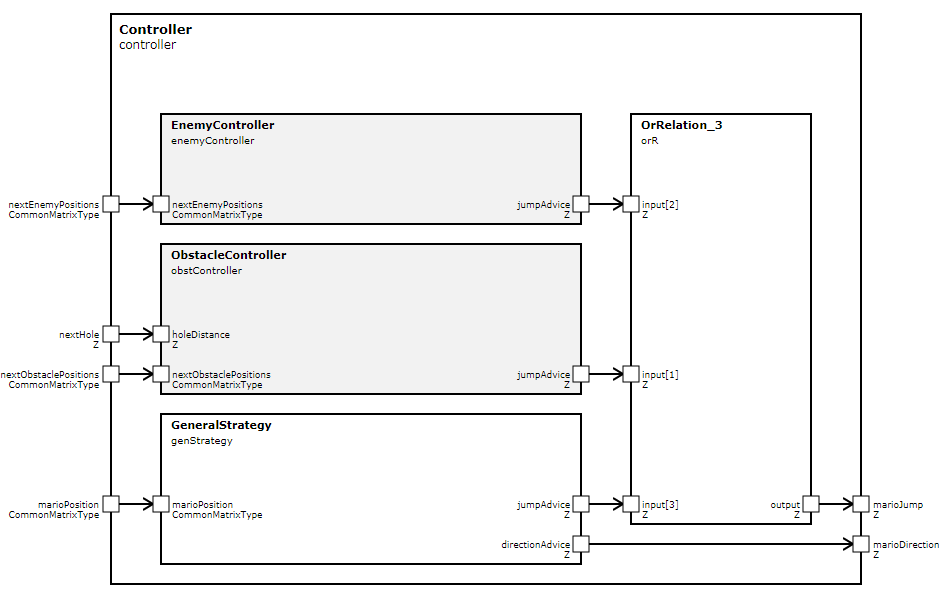 Controller
controller
EnemyController
enemyController
nextEnemyPositions
CommonMatrixType
nextEnemyPositions
CommonMatrixType
jumpAdvice
Z
OrRelation_3
orR
input[2]
Z
ObstacleController
obstController
nextHole
Z
holeDistance
Z
nextObstaclePositions
CommonMatrixType
nextObstaclePositions
CommonMatrixType
jumpAdvice
Z
input[1]
Z
GeneralStrategy
genStrategy
marioPosition
CommonMatrixType
marioPosition
CommonMatrixType
jumpAdvice
Z
input[3]
Z
output
Z
marioJump
Z
directionAdvice
Z
marioDirection
Z